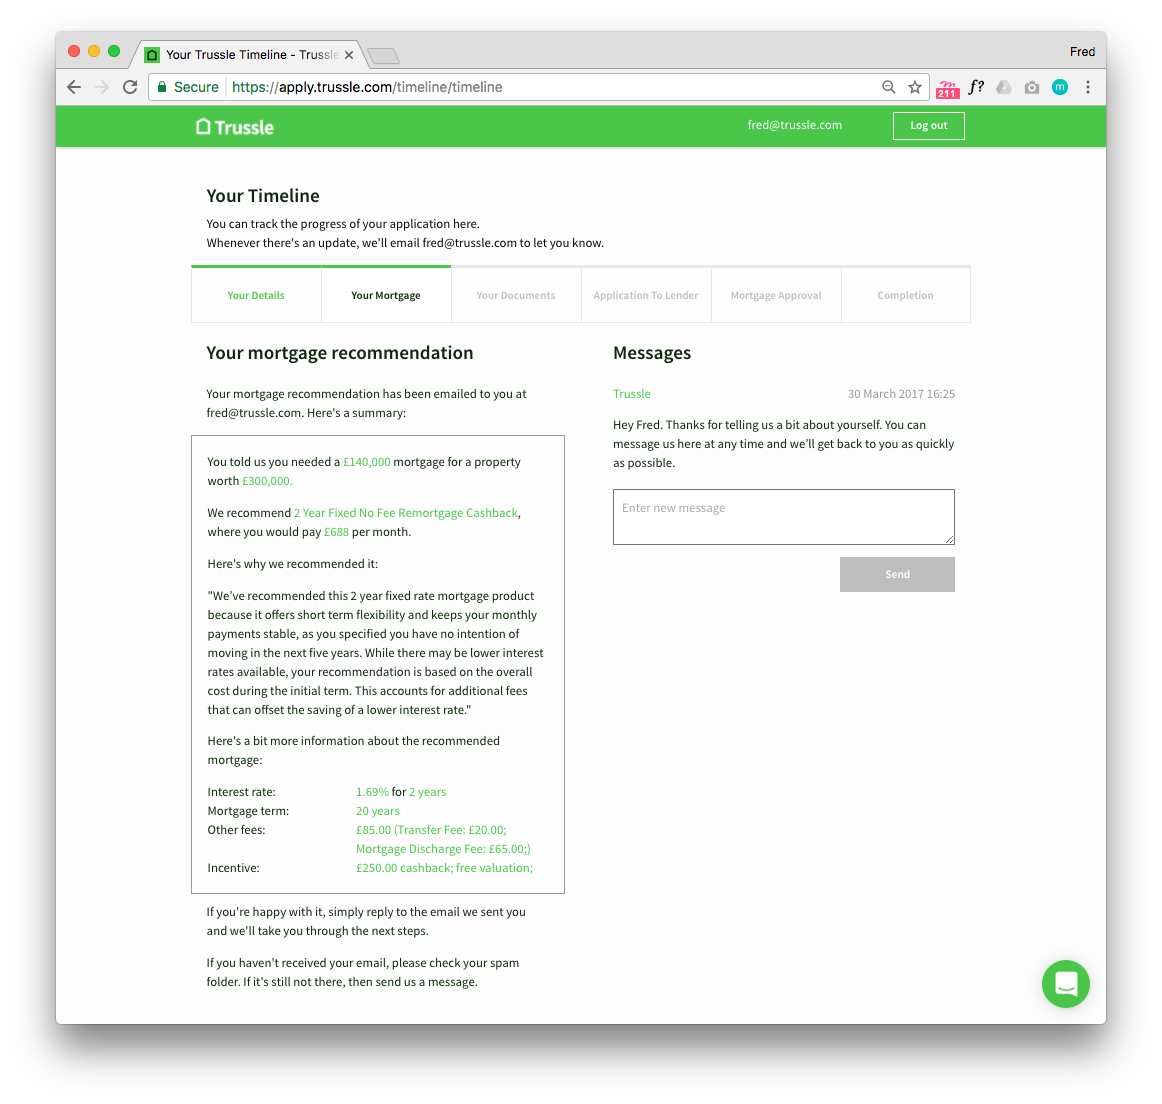 Your Trussle Timeline - Trussle
Fred
Secure
https://apply.trussle.com/timeline/timeline
211
f?
m
Trussle
fred@trussle.com
Log out
Your Timeline
You can track the progress of your application here.
Whenever there's an update, we'll email fred@trussle.com to let you know.
Your Details
Your Mortgage
Your Documents
Application To Lender
Mortgage Approval
Completion
Your mortgage recommendation
Your mortgage recommendation has been emailed to you at
fred@trussle.com. Here's a summary:
You told us you needed a £140,000 mortgage for a property
worth £300,000.
We recommend 2 Year Fixed No Fee Remortgage Cashback,
where you would pay £688 per month.
Here's why we recommended it:
"We’ve recommended this 2 year fixed rate mortgage product
because it offers short term flexibility and keeps your monthly
payments stable, as you specified you have no intention of
moving in the next five years. While there may be lower interest
rates available, your recommendation is based on the overall
cost during the initial term. This accounts for additional fees
that can offset the saving of a lower interest rate."
Here's a bit more information about the recommended
mortgage:
Interest rate: 1.69% for 2 years
Mortgage term: 20 years
Other fees: £85.00 (Transfer Fee: £20.00;
Mortgage Discharge Fee: £65.00;)
Incentive: £250.00 cashback; free valuation;
If you're happy with it, simply reply to the email we sent you
and we'll take you through the next steps.
If you haven't received your email, please check your spam
folder. If it's still not there, then send us a message.
Messages
Trussle 30 March 2017 16:25
Hey Fred. Thanks for telling us a bit about yourself. You can
message us here at any time and we’ll get back to you as quickly
as possible.
Enter new message
Send